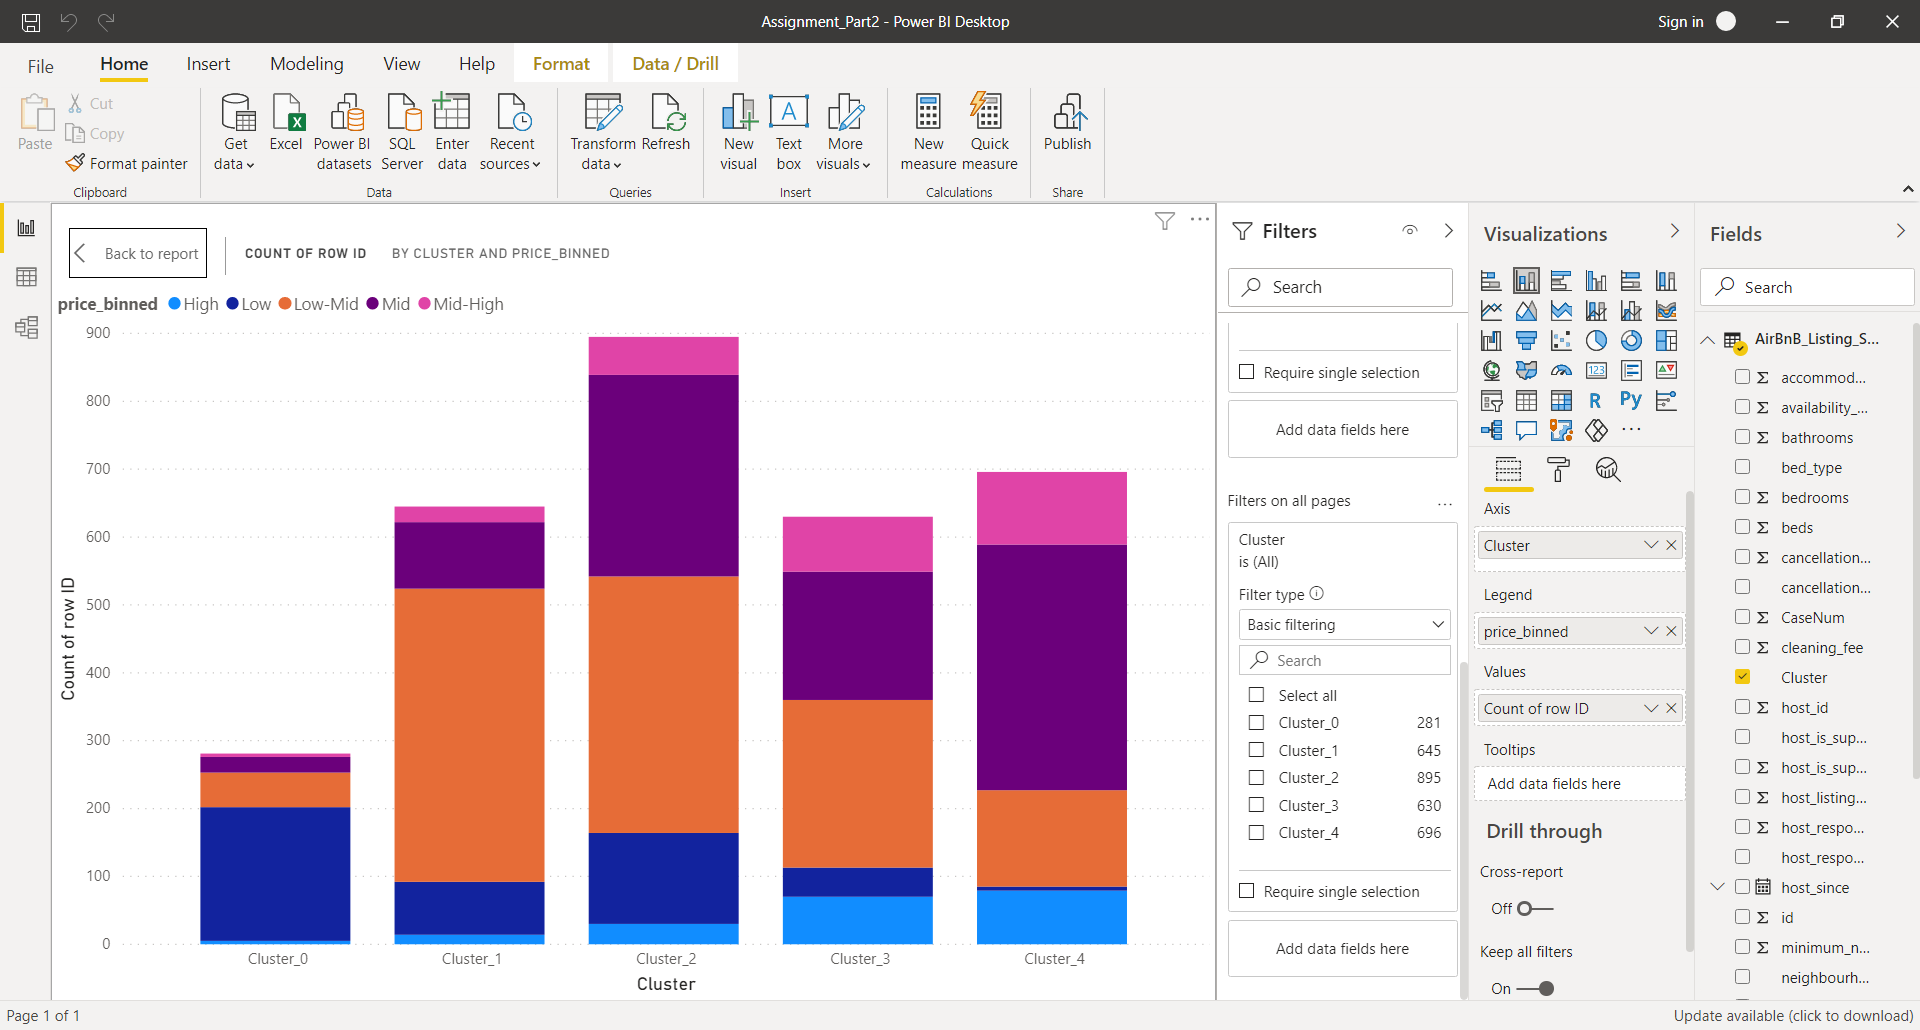 Assignment_Part2 - Power BI Desktop
Sign in
File
Home
Insert
Modeling
View
Help
Format
Data / Drill
Paste
Cut
Copy
Format painter
Clipboard
Get data
Excel
Power BI datasets
SQL Server
Enter data
Recent sources
Data
Transform data
Refresh
Queries
New visual
Text box
More visuals
Insert
New measure
Quick measure
Calculations
Publish
Share
Back to report
COUNT OF ROW ID
BY CLUSTER AND PRICE_BINNED
price_binned High Low Low-Mid Mid Mid-High
900
800
700
600
500
400
300
200
100
0
Count of row ID
Cluster_0
Cluster_1
Cluster_2
Cluster_3
Cluster_4
Cluster
Filters
Search
Require single selection
Add data fields here
Filters on all pages
...
Cluster
is (All)
Filter type
Basic filtering
Search
Select all
Cluster_0 281
Cluster_1 645
Cluster_2 895
Cluster_3 630
Cluster_4 696
Require single selection
Add data fields here
Visualizations
123
R
Py
...
Axis
Cluster
Legend
price_binned
Values
Count of row ID
Tooltips
Add data fields here
Drill through
Cross-report
Off
Keep all filters
On
Fields
Search
AirBnB_Listing_S...
Σ accommod...
Σ availability_...
Σ bathrooms
bed_type
Σ bedrooms
Σ beds
Σ cancellation...
cancellation...
Σ CaseNum
Σ cleaning_fee
Cluster
Σ host_id
host_is_sup...
Σ host_is_sup...
Σ host_listing...
Σ host_respo...
host_respo...
host_since
Σ id
Σ minimum_n...
neighbourh...
Page 1 of 1
Update available (click to download)